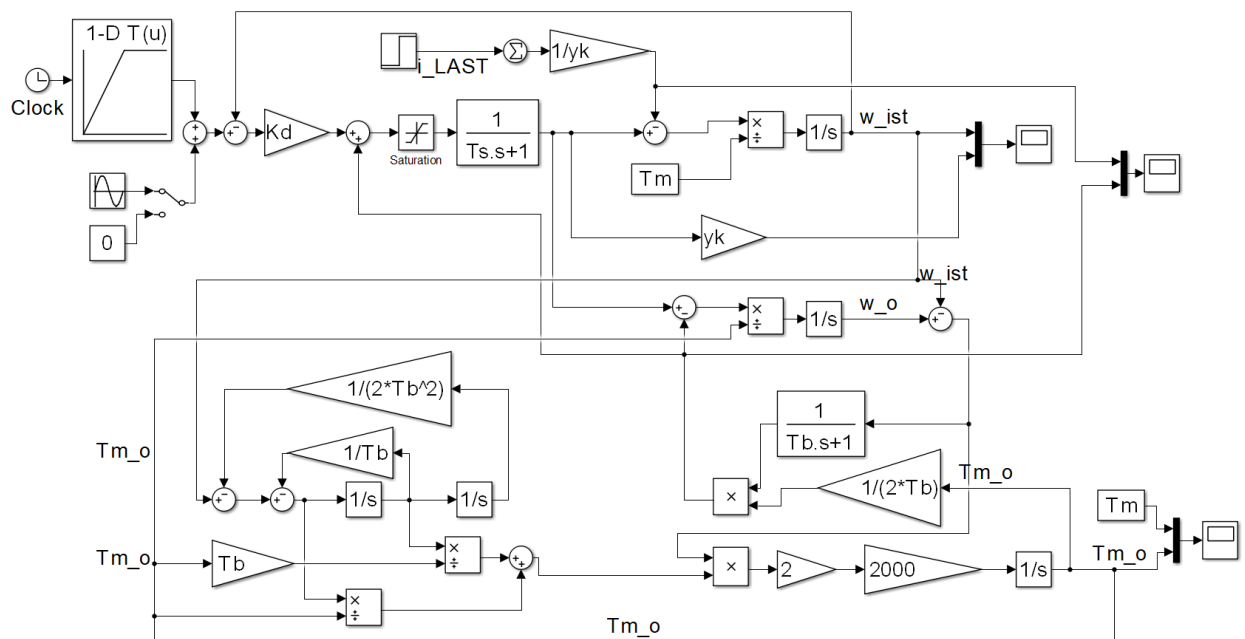 1-D T(u)
Clock
0
i_LAST
Σ
1/yk
Kd
Saturation
1
Ts.s+1
×
÷
Tm
1/s
w_ist
yk
w_ist
×
÷
1/s
w_o
1/(2*Tb^2)
1/Tb
Tm_o
1/s
1/s
1
Tb.s+1
1/(2*Tb)
Tm_o
×
Tm
Tm_o
Tb
×
÷
×
÷
×
2
2000
1/s
Tm_o
Tm_o